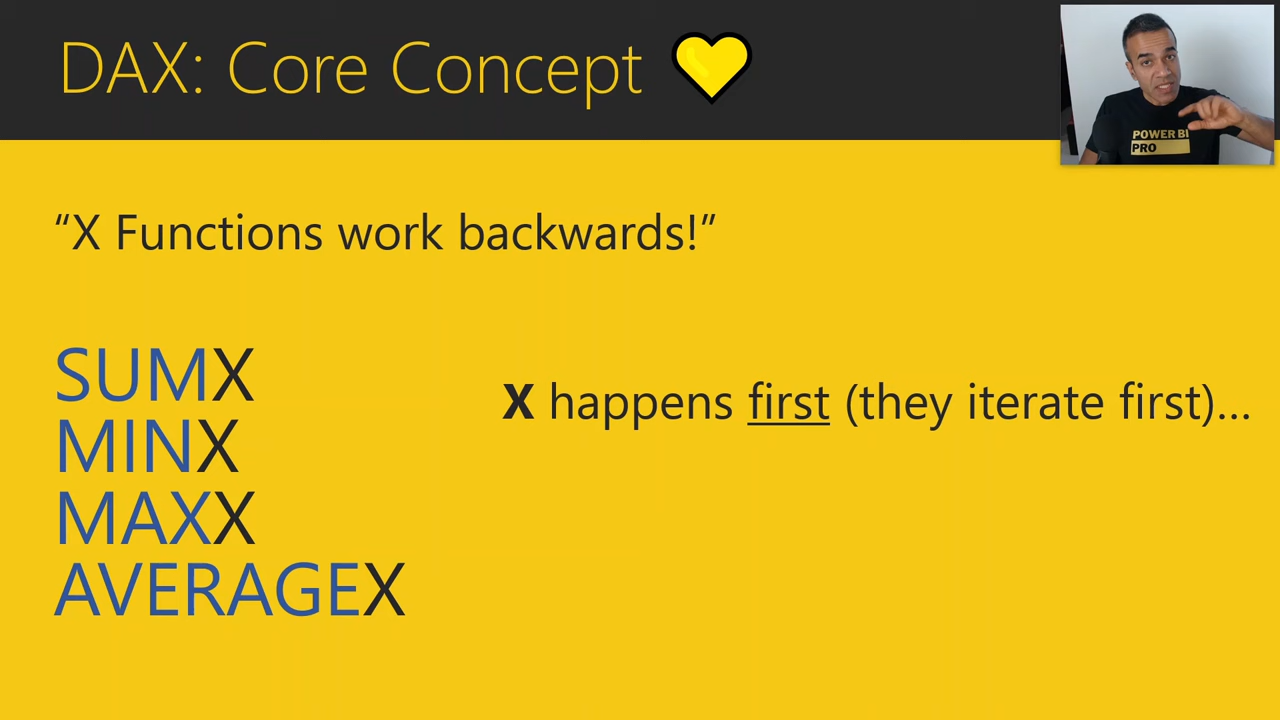 DAX: Core Concept
POWER BI
PRO
“X Functions work backwards!”
SUMX
MINX
MAXX
AVERAGEX
X happens first (they iterate first)...